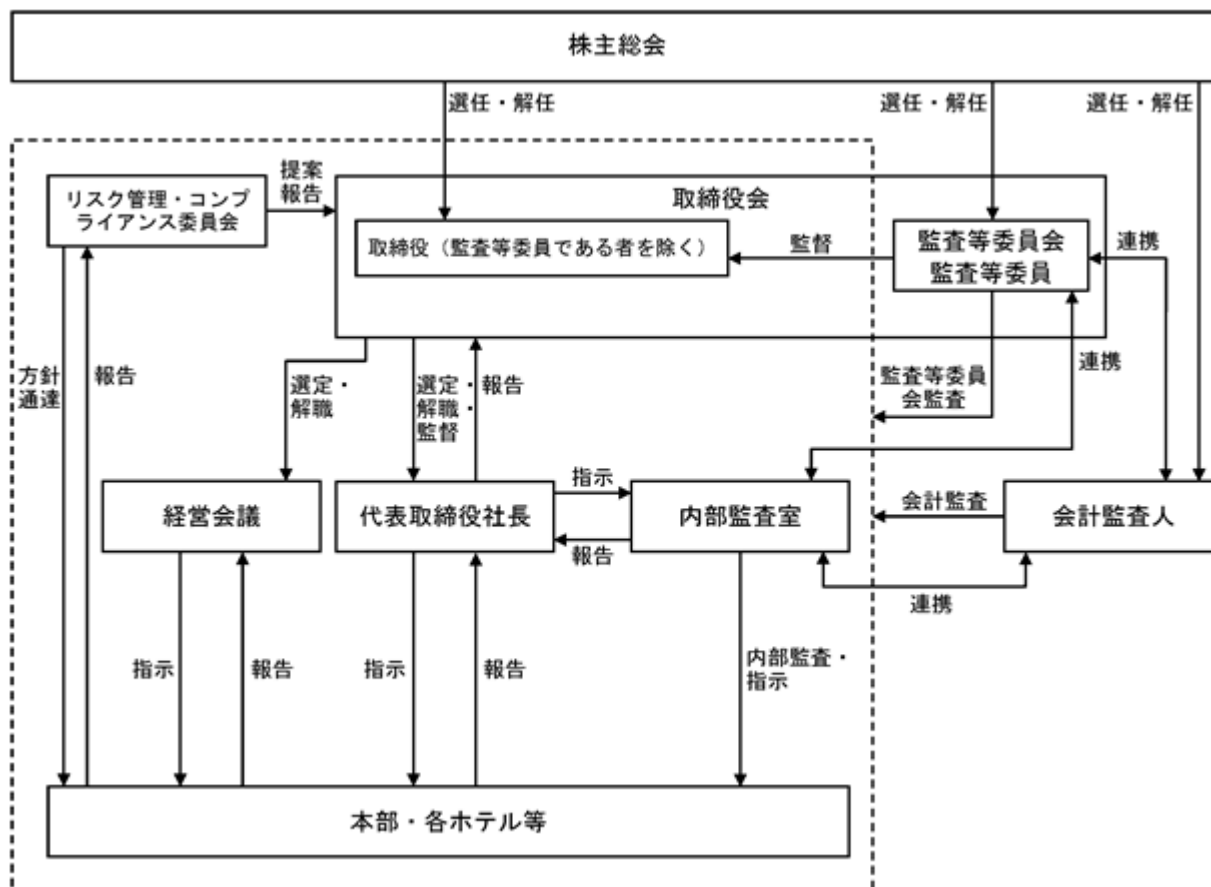 株主総会
選任・解任
選任・解任
選任・解任
提案
報告
リスク管理・コンプ
ライアンス委員会
取締役会
取締役（監査等委員である者を除く）
監督
監査等委員会
監査等委員
連携
方針
通達
報告
選定・
解職
選定・
解職・
監督
報告
監査等委員
会監査
連携
経営会議
代表取締役社長
指示
報告
内部監査室
会計監査
会計監査人
連携
指示
報告
指示
報告
内部監査・
指示
本部・各ホテル等